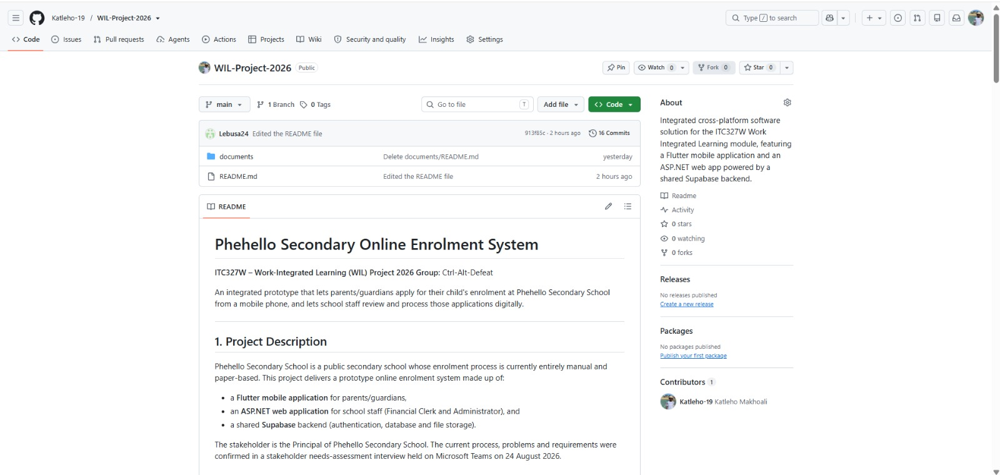 Katleho-19 / WIL-Project-2026
Type / to search
Code
Issues
Pull requests
Agents
Actions
Projects
Wiki
Security and quality
Insights
Settings
WIL-Project-2026 Public
Pin
Watch 0
Fork 0
Star 0
main
1 Branch
0 Tags
Go to file T
Add file
Code
Lebusa24 Edited the README file 913f85c · 2 hours ago 16 Commits
documents Delete documents/README.md yesterday
README.md Edited the README file 2 hours ago
README
Phehello Secondary Online Enrolment System
ITC327W – Work-Integrated Learning (WIL) Project 2026 Group: Ctrl-Alt-Defeat
An integrated prototype that lets parents/guardians apply for their child's enrolment at Phehello Secondary School
from a mobile phone, and lets school staff review and process those applications digitally.
1. Project Description
Phehello Secondary School is a public secondary school whose enrolment process is currently entirely manual and
paper-based. This project delivers a prototype online enrolment system made up of:
• a Flutter mobile application for parents/guardians,
• an ASP.NET web application for school staff (Financial Clerk and Administrator), and
• a shared Supabase backend (authentication, database and file storage).
The stakeholder is the Principal of Phehello Secondary School. The current process, problems and requirements were
confirmed in a stakeholder needs-assessment interview held on Microsoft Teams on 24 August 2026.
About
Integrated cross-platform software
solution for the ITC327W Work
Integrated Learning module, featuring
a Flutter mobile application and an
ASP.NET web app powered by a
shared Supabase backend.
Readme
Activity
0 stars
0 watching
0 forks
Releases
No releases published
Create a new release
Packages
No packages published
Publish your first package
Contributors 1
Katleho-19 Katleho Makhoali